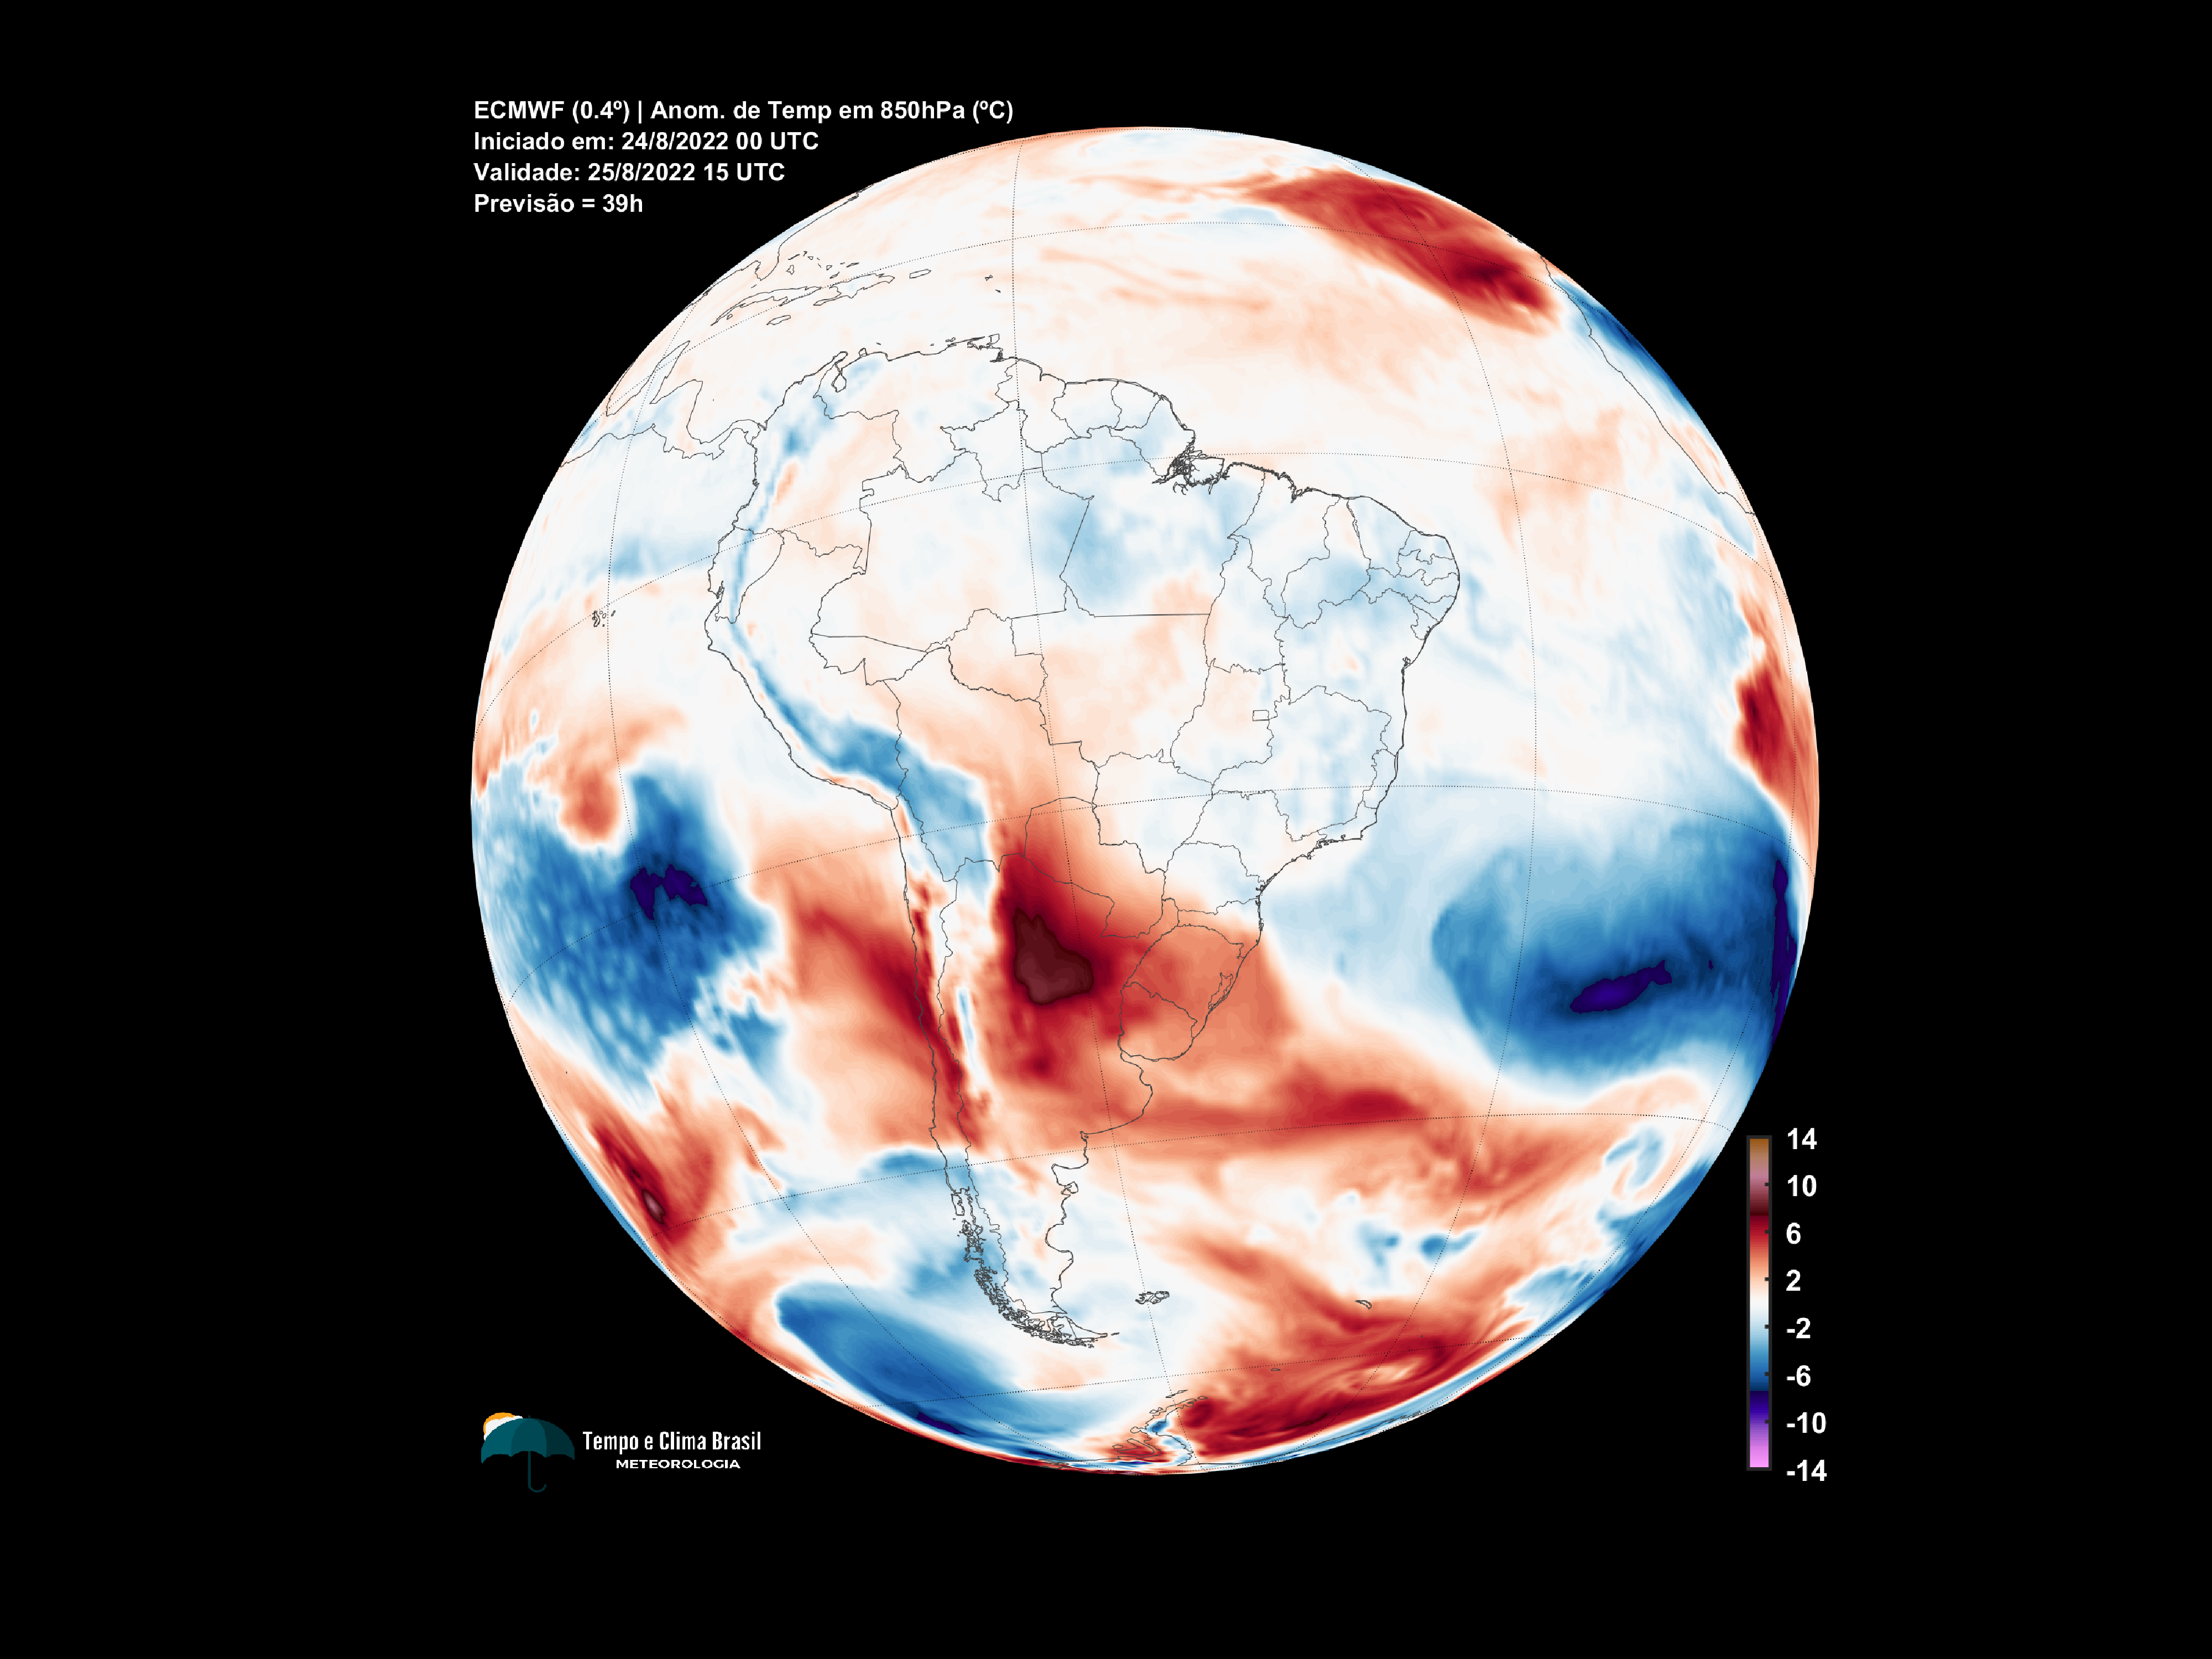 ECMWF (0.4º) | Anom. de Temp em 850hPa (ºC)
Iniciado em: 24/8/2022 00 UTC
Validade: 25/8/2022 15 UTC
Previsão = 39h
14
10
6
2
-2
-6
-10
-14
Tempo e Clima Brasil
METEOROLOGIA